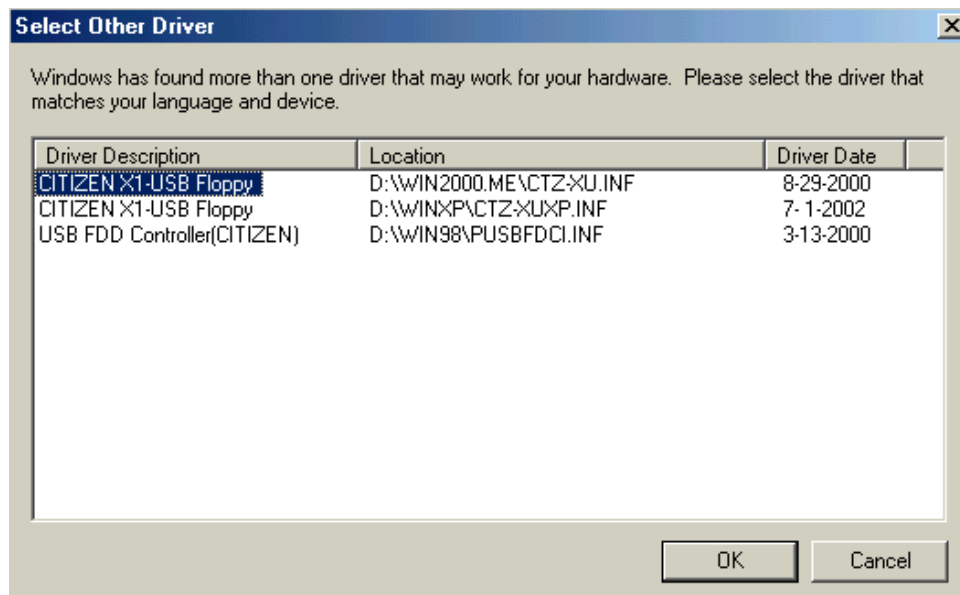 Select Other Driver
Windows has found more than one driver that may work for your hardware. Please select the driver that
matches your language and device.
Driver Description Location Driver Date
CITIZEN X1-USB Floppy D:\WIN2000.ME\CTZ-XU.INF 8-29-2000
CITIZEN X1-USB Floppy D:\WINXP\CTZ-XUXP.INF 7- 1-2002
USB FDD Controller(CITIZEN) D:\WIN98\PUSBFDCI.INF 3-13-2000
OK Cancel